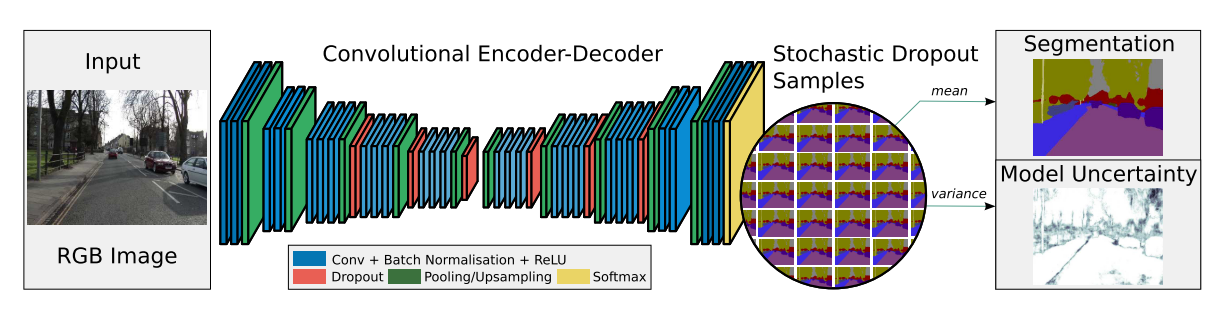 Input
RGB Image
Convolutional Encoder-Decoder
Conv + Batch Normalisation + ReLU
Dropout
Pooling/Upsampling
Softmax
Stochastic Dropout
Samples
mean
variance
Segmentation
Model Uncertainty